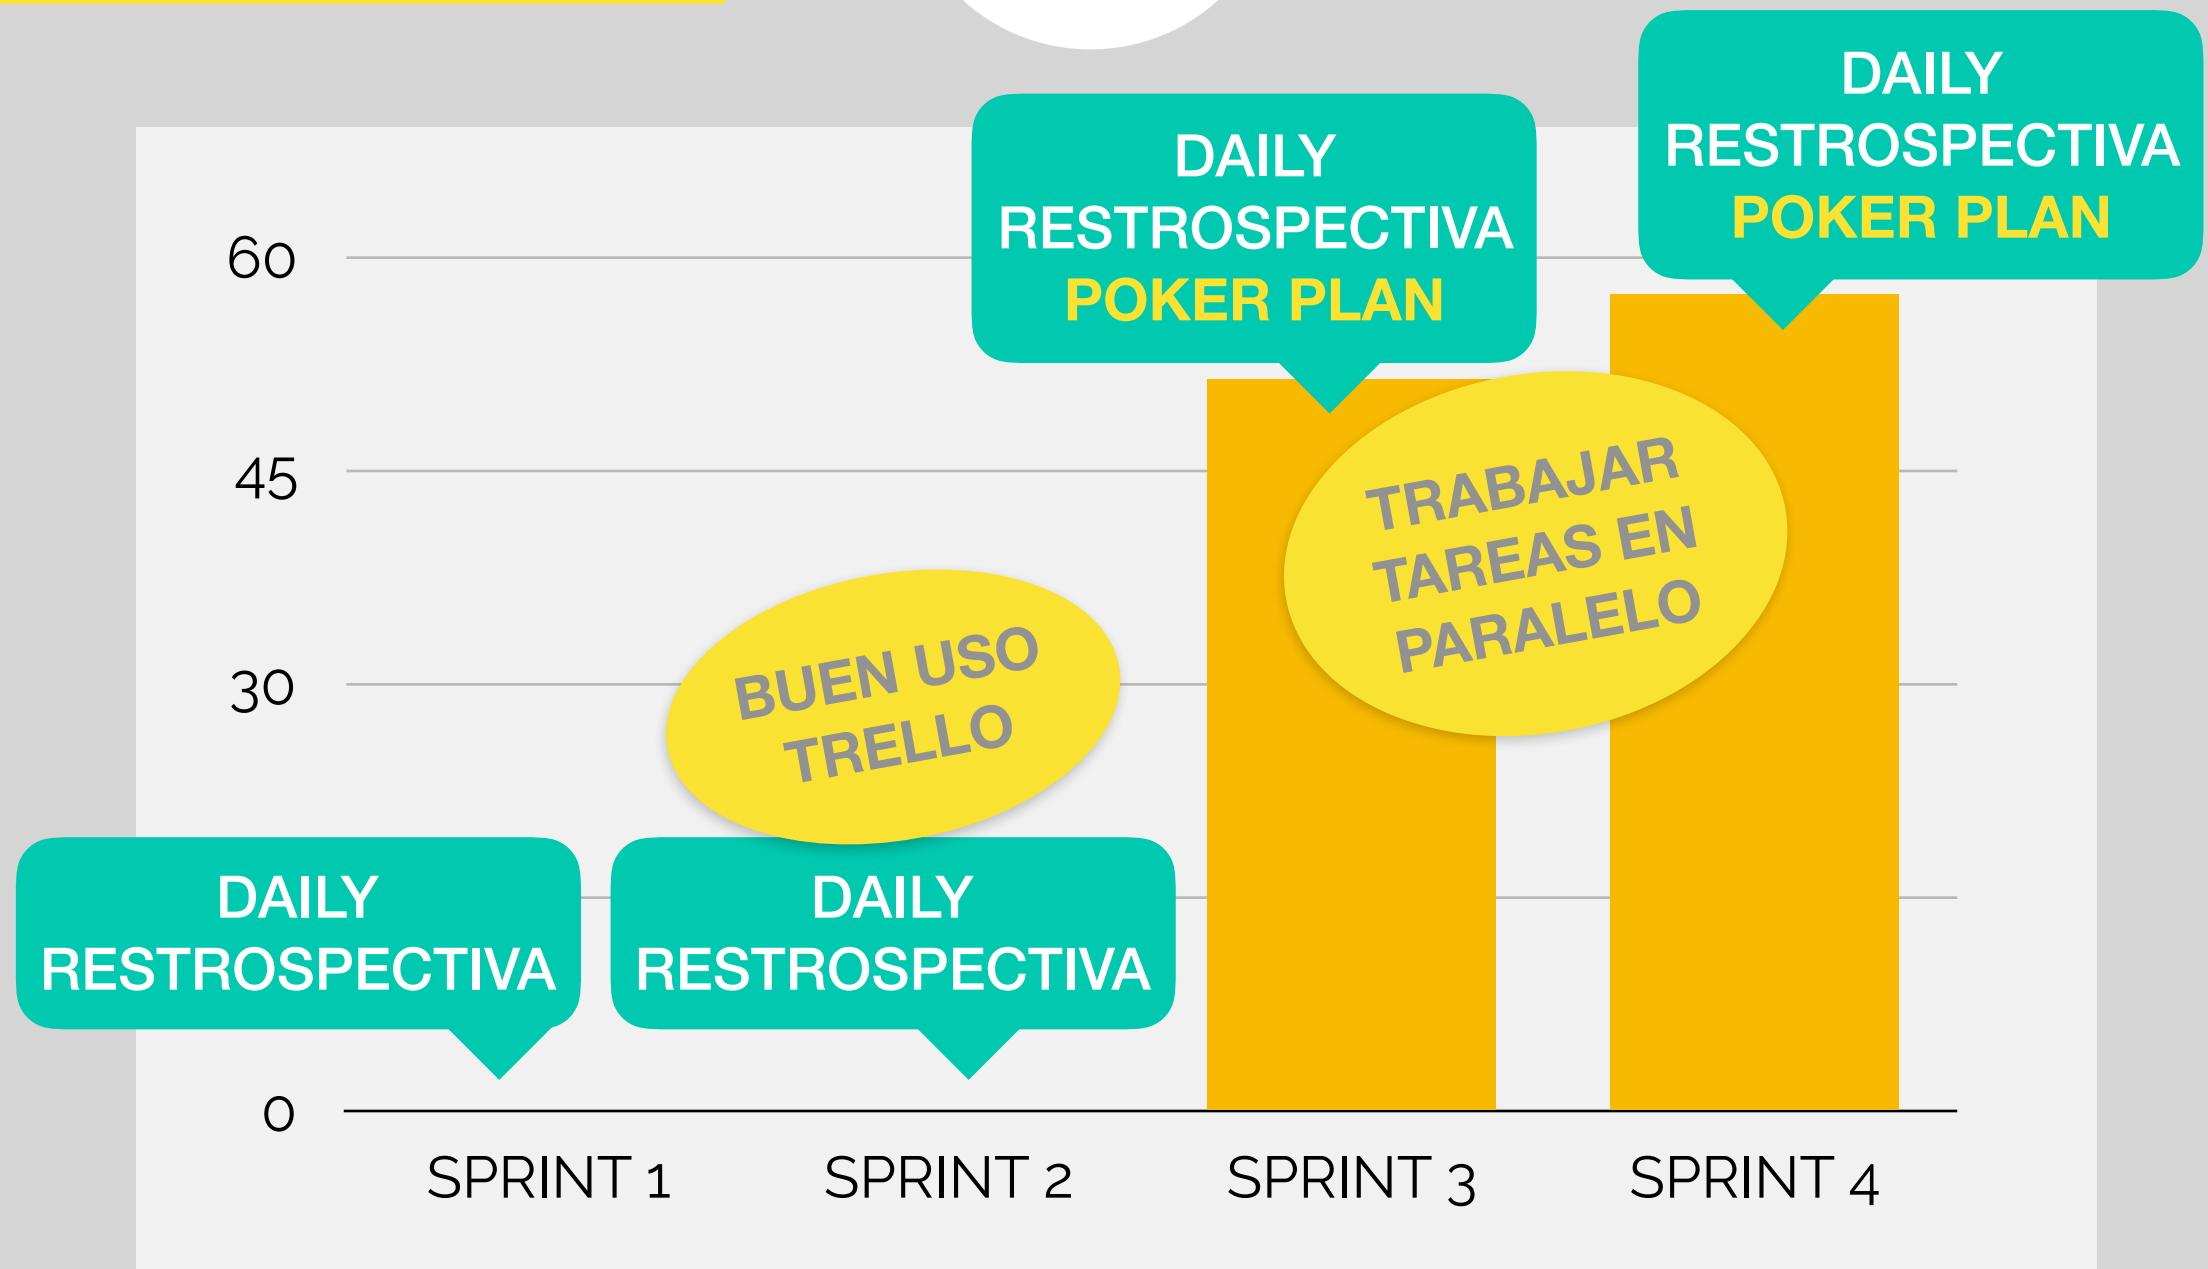 DAILY
RESTROSPECTIVA
POKER PLAN
DAILY
RESTROSPECTIVA
POKER PLAN
60
45
30
0
TRABAJAR
TAREAS EN
PARALELO
BUEN USO
TRELLO
DAILY
RESTROSPECTIVA
DAILY
RESTROSPECTIVA
SPRINT 1
SPRINT 2
SPRINT 3
SPRINT 4